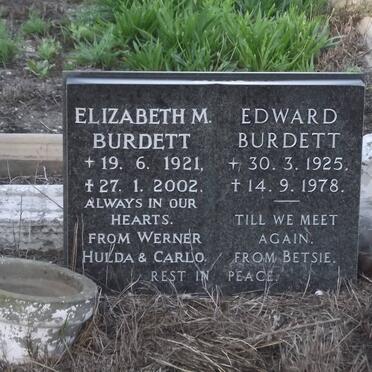 ELIZABETH M.
BURDETT
+ 19. 6. 1921.
✝ 27. 1. 2002.
ALWAYS IN OUR
HEARTS.
FROM WERNER
HULDA & CARLO.
EDWARD
BURDETT
+ 30. 3. 1925.
✝ 14. 9. 1978.
TILL WE MEET
AGAIN.
FROM BETSIE.
REST IN PEACE.